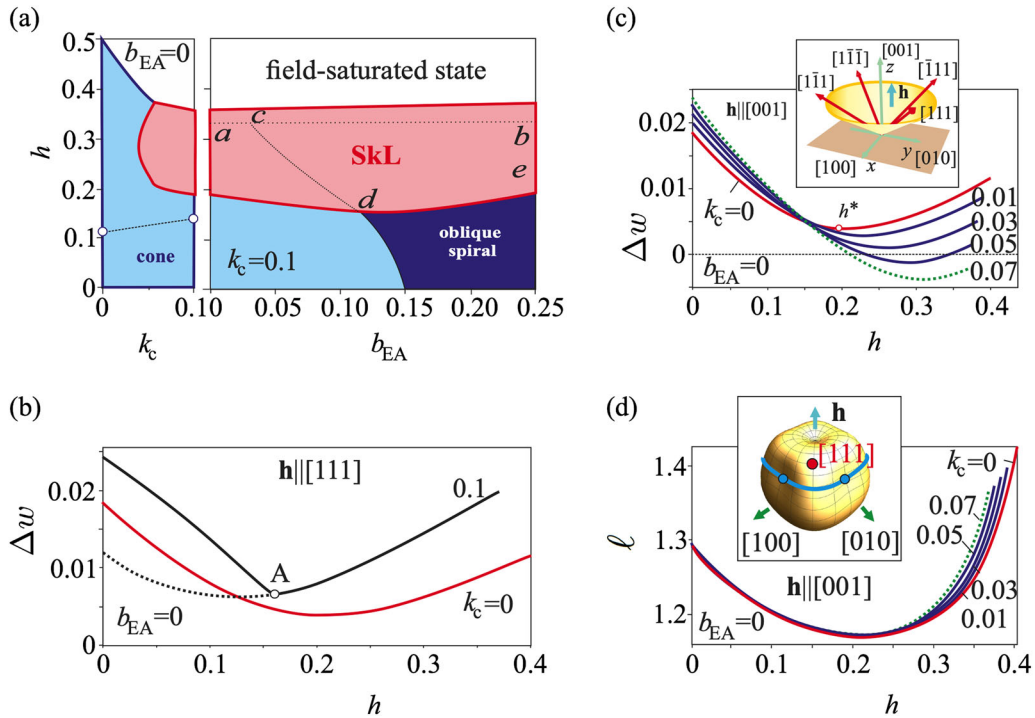 (a)
0.5
0.4
0.3
0.2
0.1
0
h
b_EA=0
cone
0
0.1
k_c
field-saturated state
a
c
b
SkL
e
d
k_c=0.1
oblique
spiral
0
0.05
0.10
0.15
0.20
0.25
b_EA
(b)
h||[111]
0.02
0.01
0
Δw
0.1
A
b_EA=0
k_c=0
0
0.1
0.2
0.3
0.4
h
(c)
0.02
0.01
0
Δw
h||[001]
[11̄1̄]
[001]
z
[1̄11]
[11̄1]
h
[111]
[100]
x
y
[010]
k_c=0
h*
0.01
0.03
0.05
0.07
b_EA=0
0
0.1
0.2
0.3
0.4
h
(d)
h
[111]
[100]
[010]
1.4
1.3
1.2
ℓ
k_c=0
0.07
0.05
0.03
0.01
h||[001]
b_EA=0
0
0.1
0.2
0.3
0.4
h